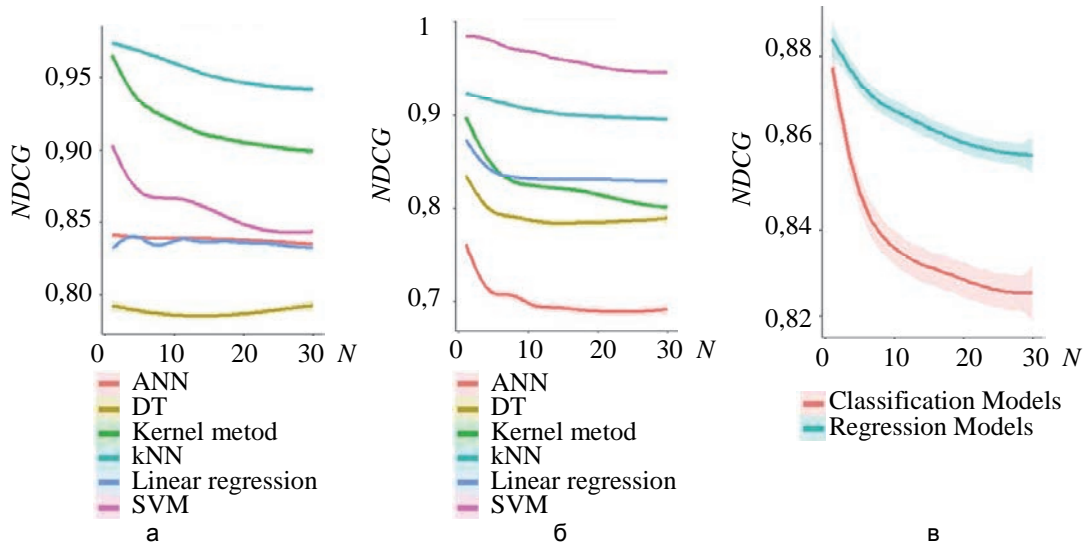 NDCG
0,95
0,90
0,85
0,80
0 10 20 30 N
ANN
DT
Kernel metod
kNN
Linear regression
SVM
а
NDCG
1
0,9
0,8
0,7
0 10 20 30 N
ANN
DT
Kernel metod
kNN
Linear regression
SVM
б
NDCG
0,88
0,86
0,84
0,82
0 10 20 30 N
Classification Models
Regression Models
в